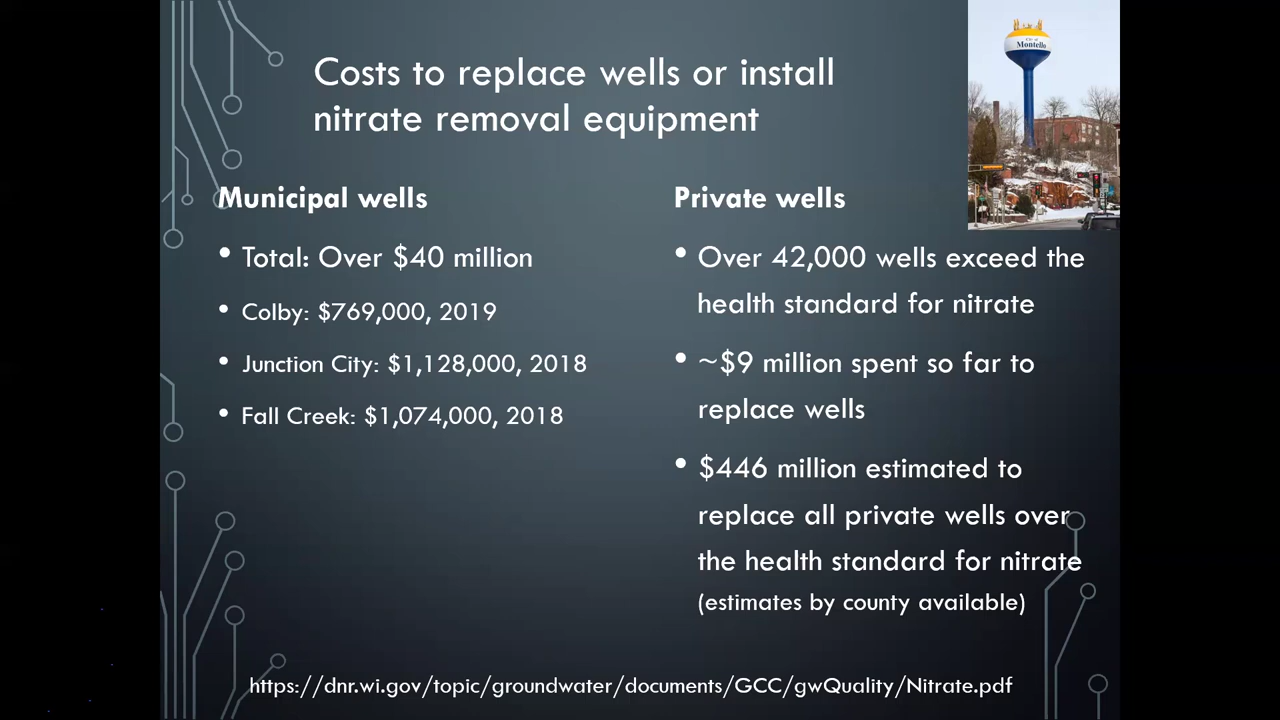 Costs to replace wells or install
nitrate removal equipment
City of
Montello
Municipal wells
• Total: Over $40 million
• Colby: $769,000, 2019
• Junction City: $1,128,000, 2018
• Fall Creek: $1,074,000, 2018
Private wells
• Over 42,000 wells exceed the
health standard for nitrate
• ~$9 million spent so far to
replace wells
• $446 million estimated to
replace all private wells over
the health standard for nitrate
(estimates by county available)
https://dnr.wi.gov/topic/groundwater/documents/GCC/gwQuality/Nitrate.pdf